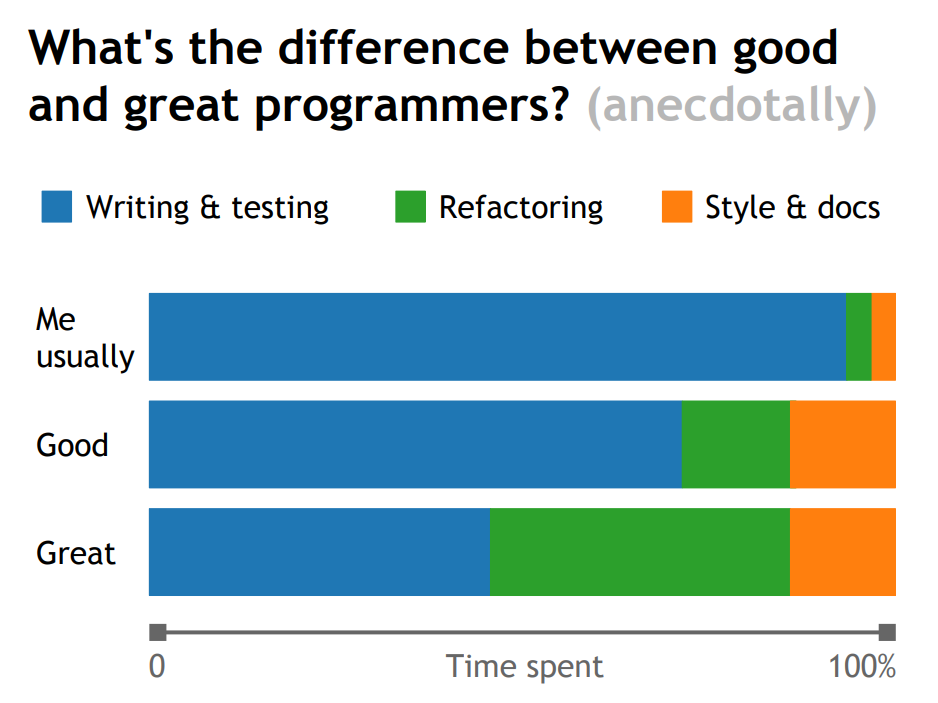 What's the difference between good
and great programmers? (anecdotally)
Writing & testing
Refactoring
Style & docs
Me
usually
Good
Great
0
Time spent
100%